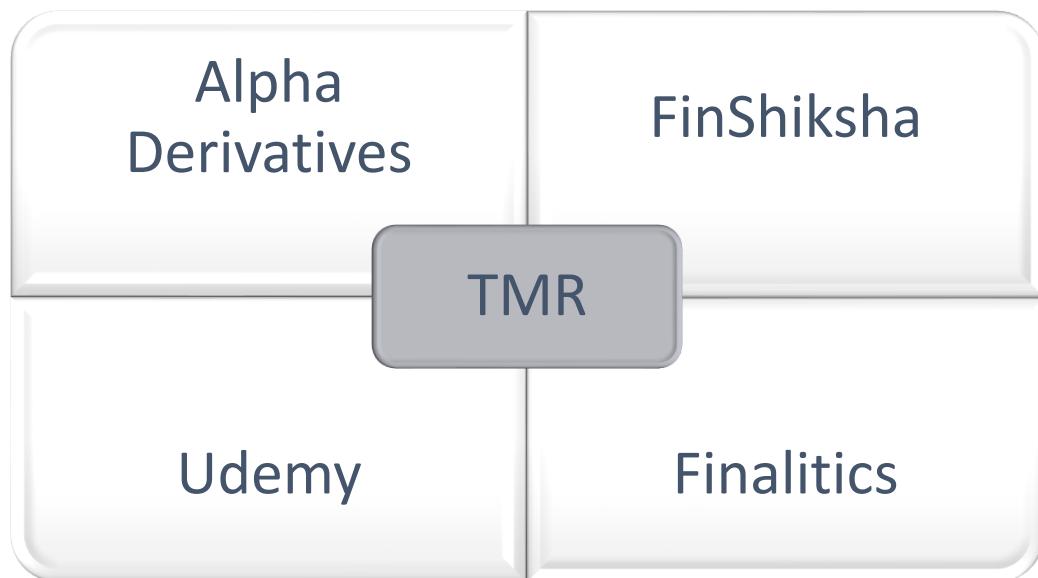 Alpha
Derivatives
FinShiksha
TMR
Udemy
Finalitics